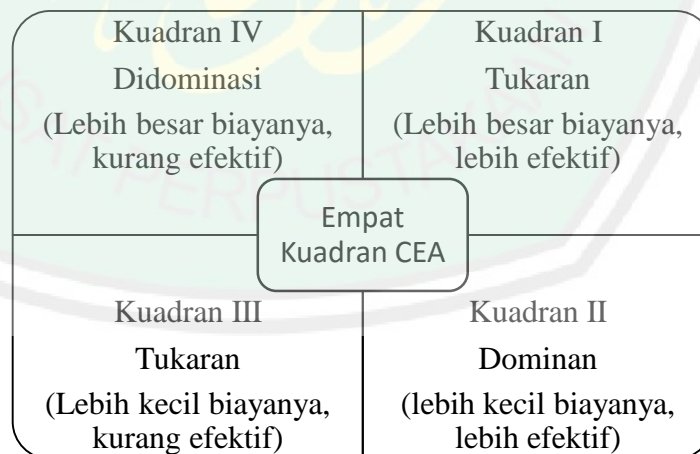 Kuadran IV
Didominasi
(Lebih besar biayanya,
kurang efektif)
Kuadran I
Tukaran
(Lebih besar biayanya,
lebih efektif)
Empat
Kuadran CEA
Kuadran III
Tukaran
(Lebih kecil biayanya,
kurang efektif)
Kuadran II
Dominan
(lebih kecil biayanya,
lebih efektif)